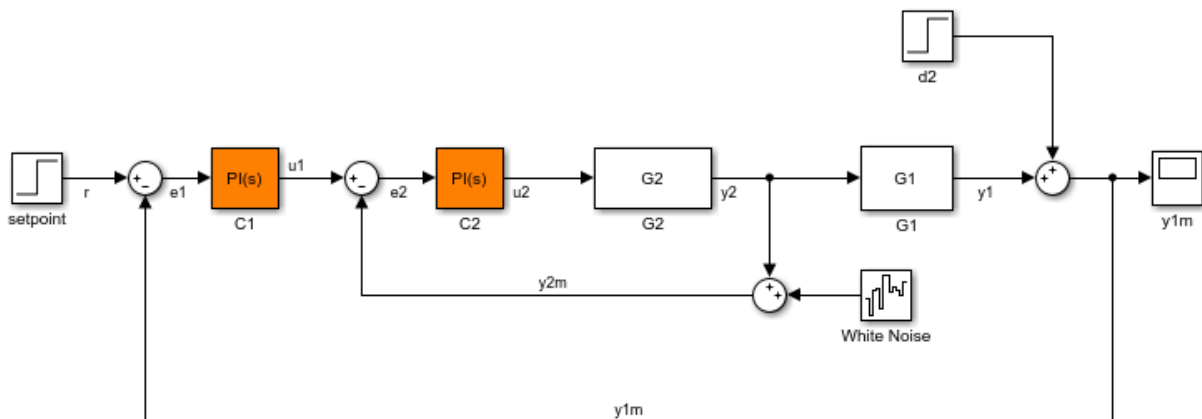 d2
setpoint
r
e1
PI(s)
C1
u1
e2
PI(s)
C2
u2
G2
G2
y2
G1
G1
y1
y1m
y2m
White Noise
y1m